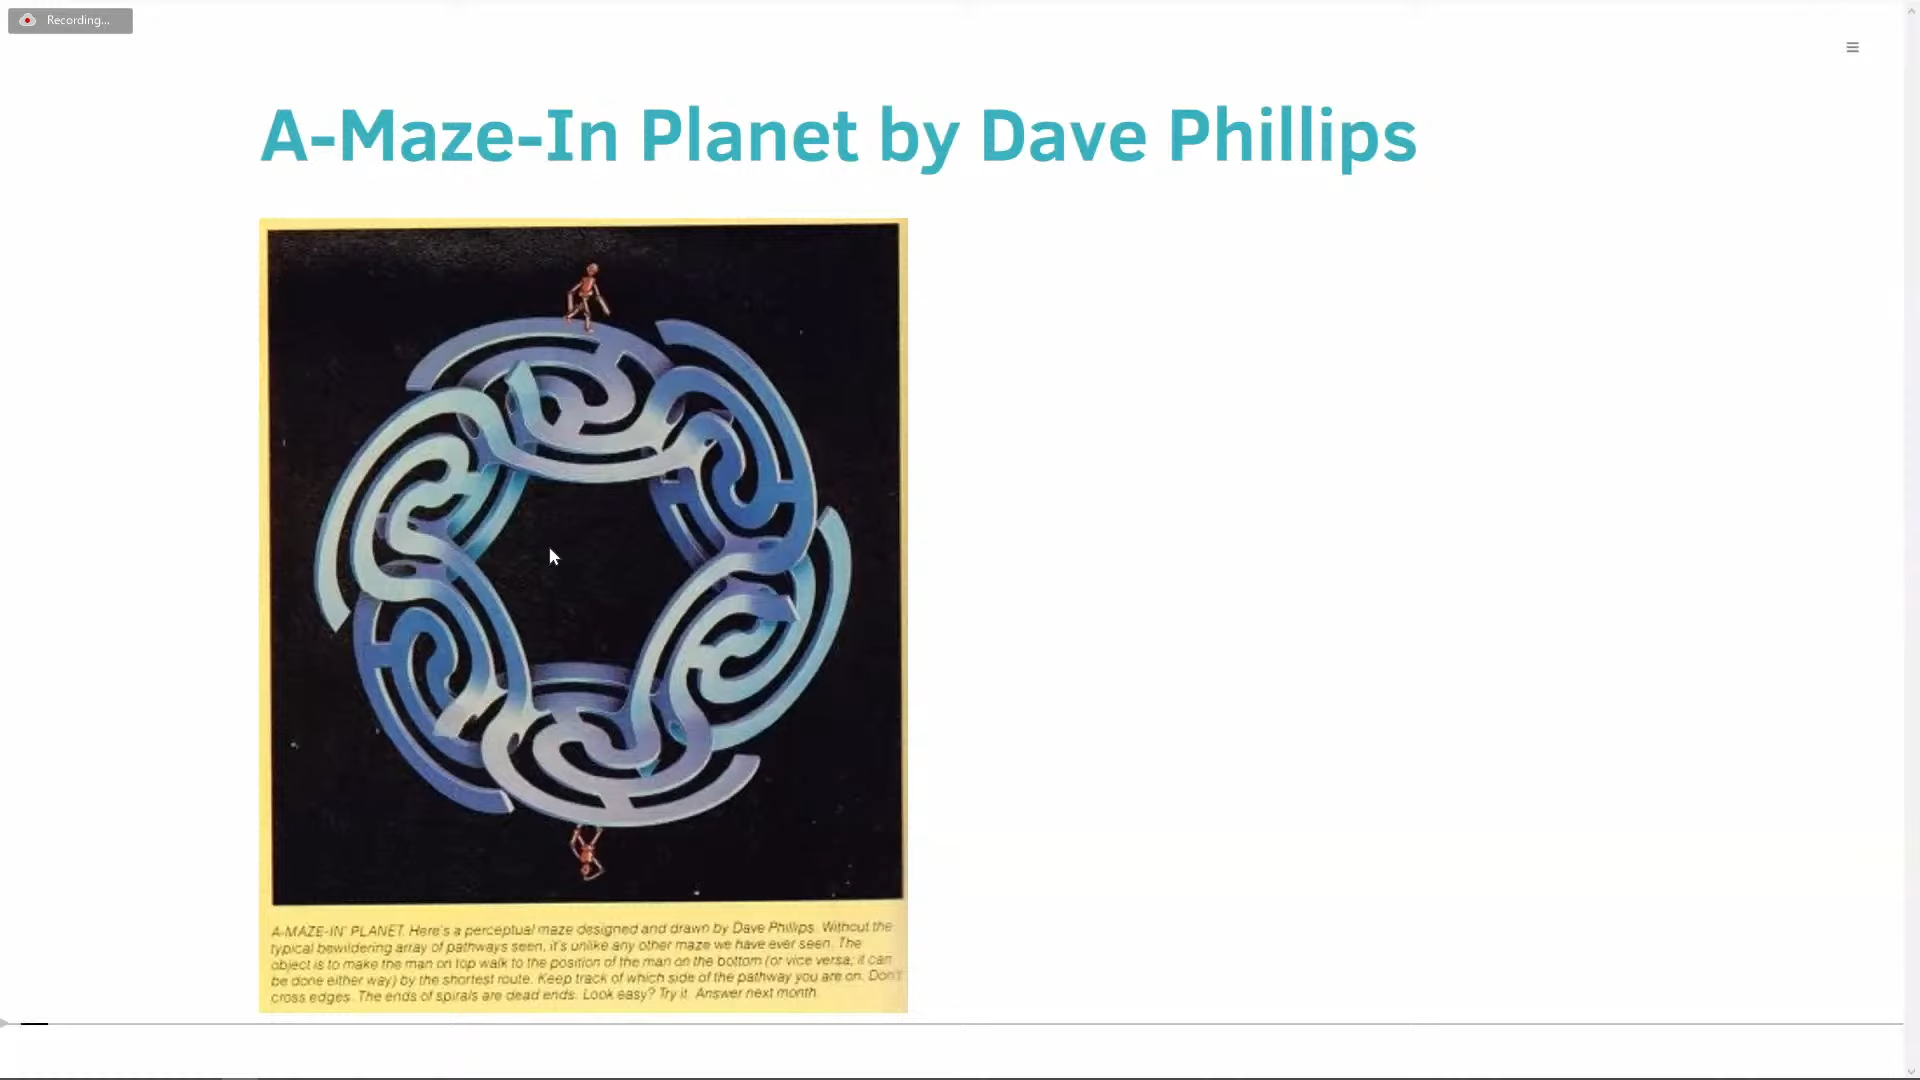 Recording...
A-Maze-In Planet by Dave Phillips
A-MAZE-IN' PLANET. Here's a perceptual maze designed and drawn by Dave Phillips. Without the
typical bewildering array of pathways seen, it's unlike any other maze we have ever seen. The
object is to make the man on top walk to the position of the man on the bottom (or vice versa; it can
be done either way) by the shortest route. Keep track of which side of the pathway you are on. Don't
cross edges. The ends of spirals are dead ends. Look easy? Try it. Answer next month.